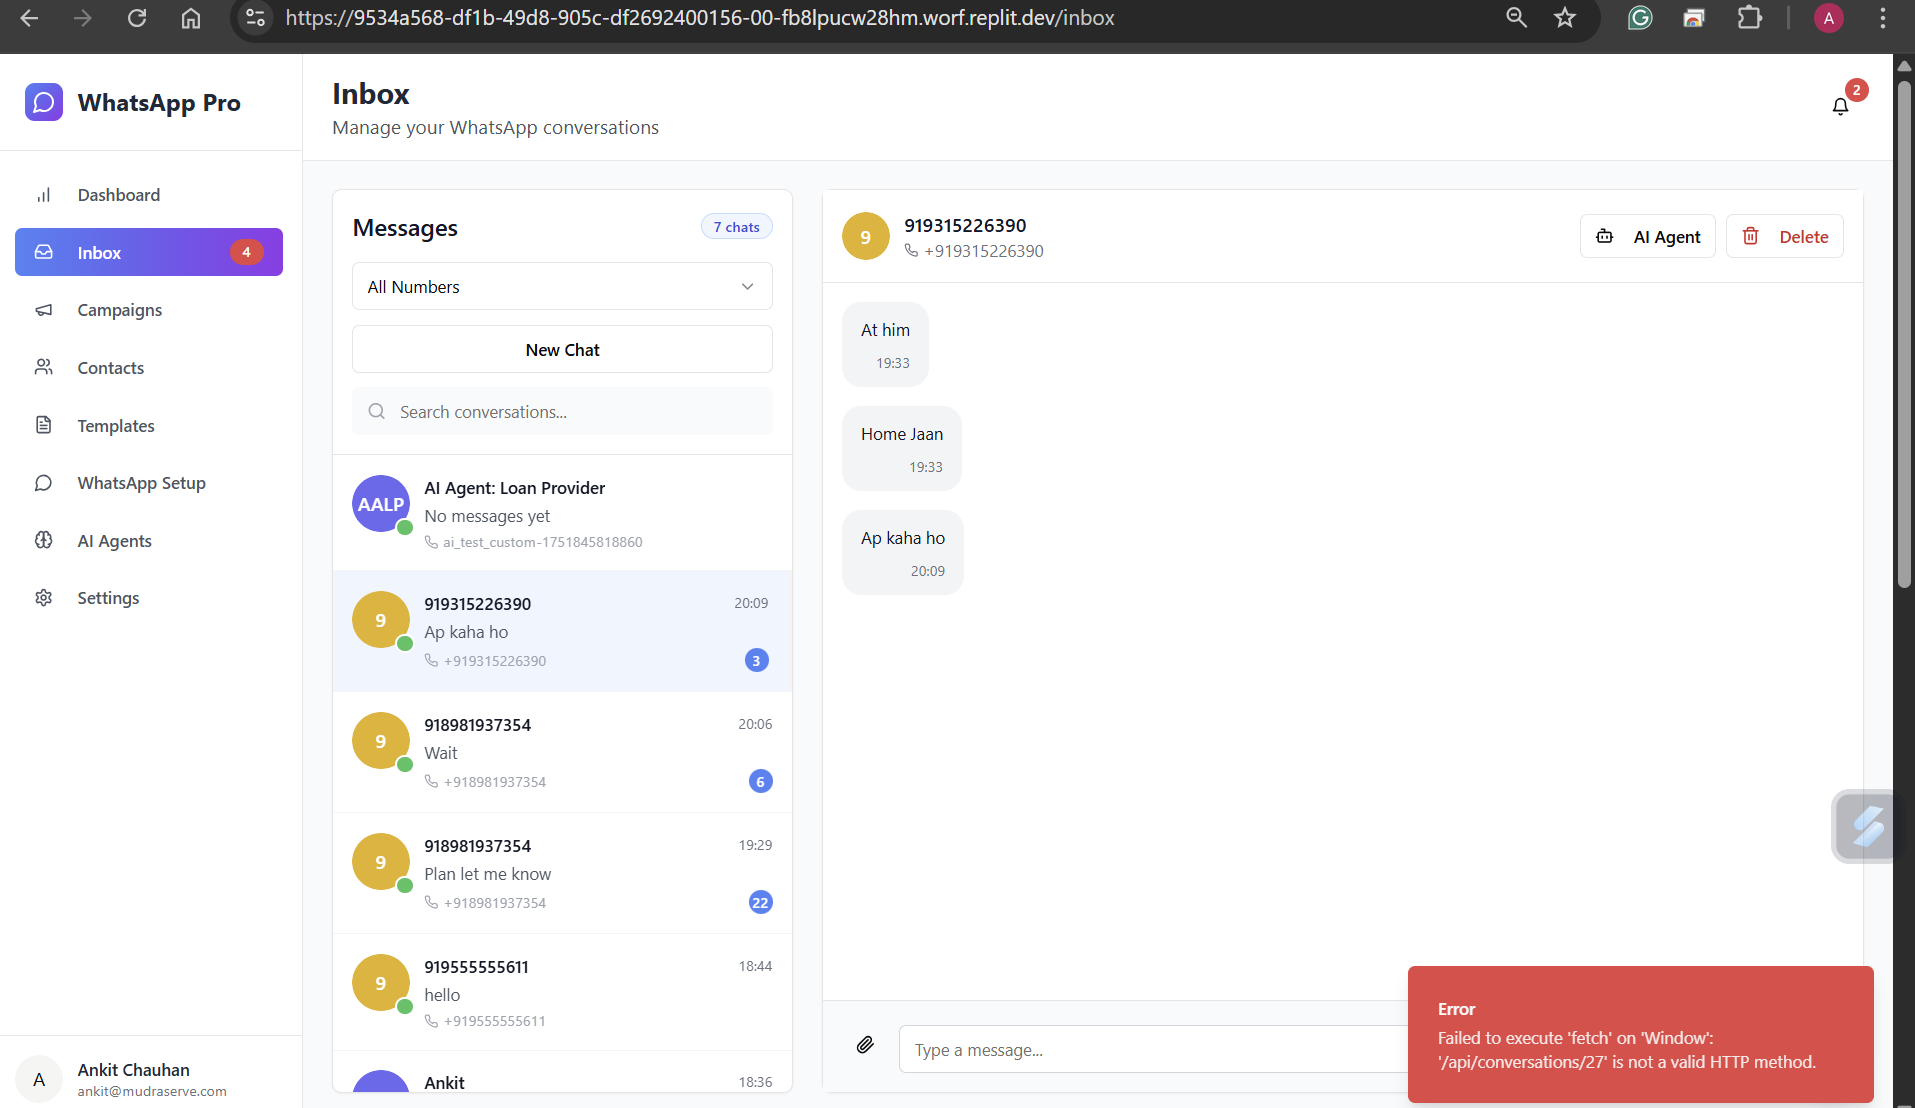 https://9534a568-df1b-49d8-905c-df2692400156-00-fb8lpucw28hm.worf.replit.dev/inbox
A
WhatsApp Pro
Dashboard
Inbox
4
Campaigns
Contacts
Templates
WhatsApp Setup
AI Agents
Settings
A
Ankit Chauhan
ankit@mudraserve.com
Inbox
Manage your WhatsApp conversations
2
Messages
7 chats
All Numbers
New Chat
Search conversations...
AALP
AI Agent: Loan Provider
No messages yet
ai_test_custom-1751845818860
9
919315226390
20:09
Ap kaha ho
+919315226390
3
9
918981937354
20:06
Wait
+918981937354
6
9
918981937354
19:29
Plan let me know
+918981937354
22
9
919555555611
18:44
hello
+919555555611
Ankit
18:36
9
919315226390
+919315226390
AI Agent
Delete
At him
19:33
Home Jaan
19:33
Ap kaha ho
20:09
Type a message...
Error
Failed to execute 'fetch' on 'Window':
'/api/conversations/27' is not a valid HTTP method.